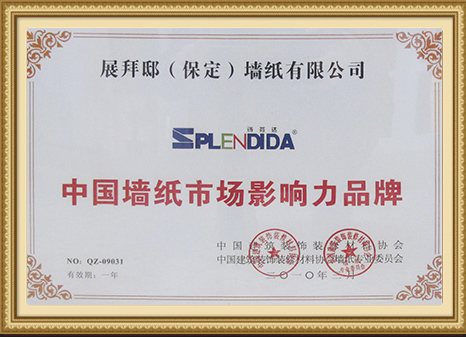 展拜邸（保定）墙纸有限公司
SPLENDIDA®
中国墙纸市场影响力品牌
中国建筑装饰装修材料协会
中国建筑装饰装修材料协会墙纸专业委员会
NO: QZ-09031
有效期：一年
二〇一〇年三月